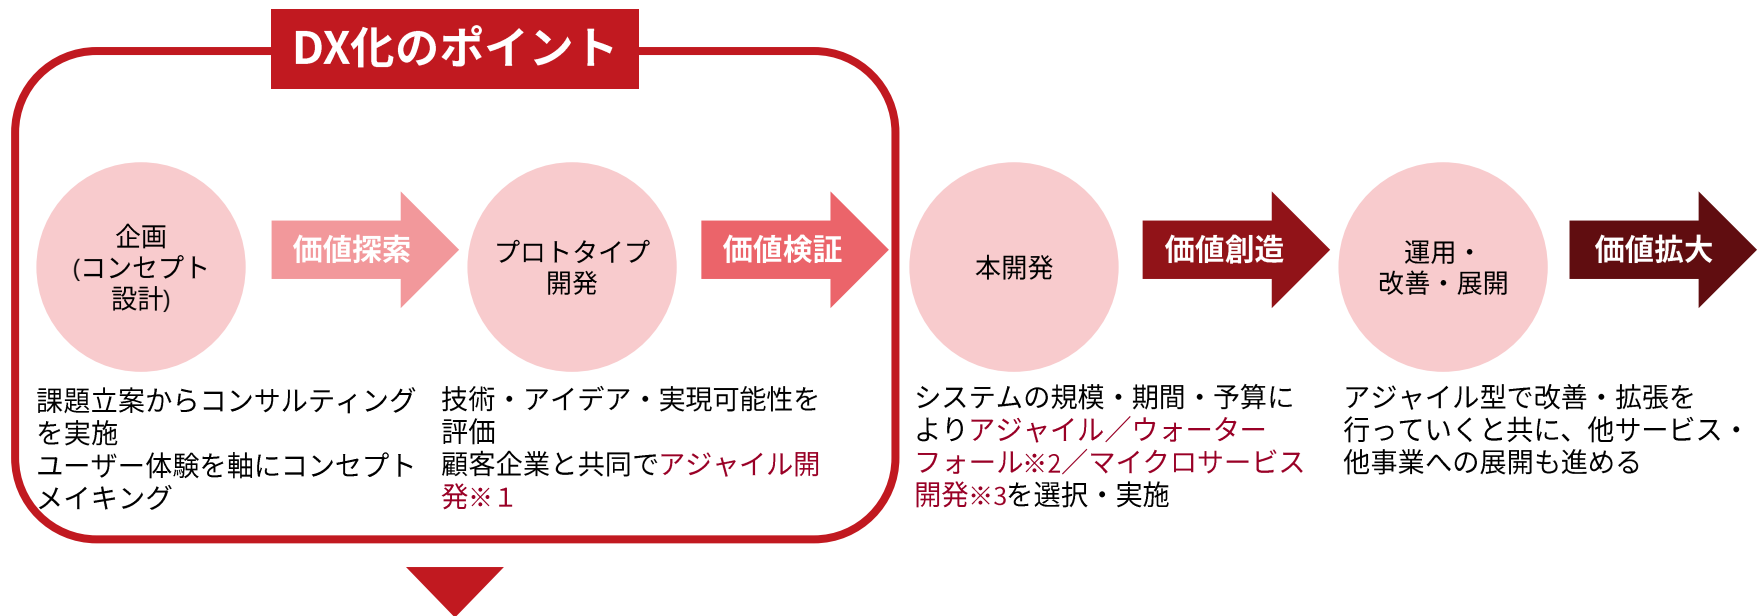 DX化のポイント
企画
(コンセプト
設計)
価値探索
プロトタイプ
開発
価値検証
本開発
価値創造
運用・
改善・展開
価値拡大
課題立案からコンサルティング
を実施
ユーザー体験を軸にコンセプト
メイキング
技術・アイデア・実現可能性を
評価
顧客企業と共同でアジャイル開
発※１
システムの規模・期間・予算に
よりアジャイル／ウォーター
フォール※2／マイクロサービス
開発※3を選択・実施
アジャイル型で改善・拡張を
行っていくと共に、他サービス・
他事業への展開も進める